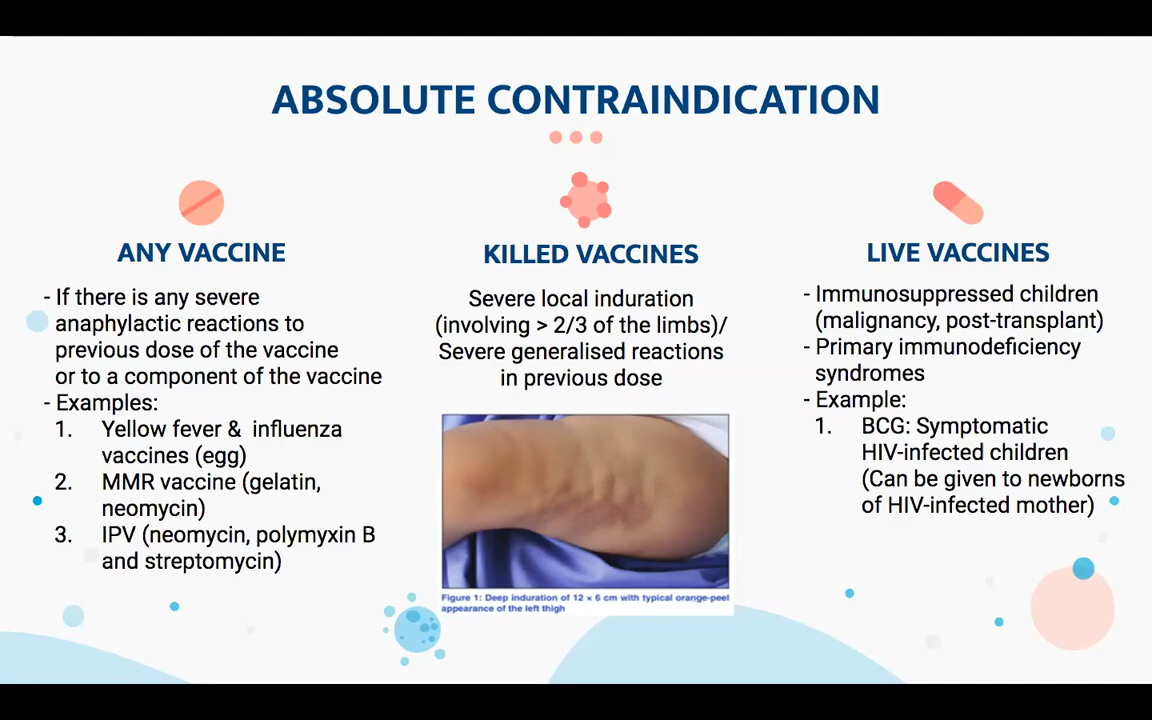 ABSOLUTE CONTRAINDICATION
ANY VACCINE
- If there is any severe
anaphylactic reactions to
previous dose of the vaccine
or to a component of the vaccine
- Examples:
1. Yellow fever & influenza
vaccines (egg)
2. MMR vaccine (gelatin,
neomycin)
3. IPV (neomycin, polymyxin B
and streptomycin)
KILLED VACCINES
Severe local induration
(involving > 2/3 of the limbs)/
Severe generalised reactions
in previous dose
Figure 1: Deep induration of 12 × 6 cm with typical orange-peel
appearance of the left thigh
LIVE VACCINES
- Immunosuppressed children
(malignancy, post-transplant)
- Primary immunodeficiency
syndromes
- Example:
1. BCG: Symptomatic
HIV-infected children
(Can be given to newborns
of HIV-infected mother)